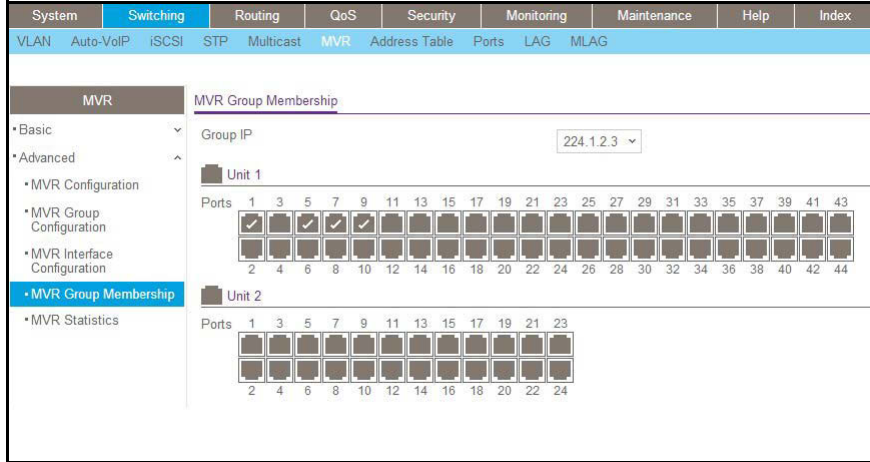 System Switching Routing QoS Security Monitoring Maintenance Help Index
VLAN Auto-VoIP iSCSI STP Multicast MVR Address Table Ports LAG MLAG
MVR
Basic
Advanced
MVR Configuration
MVR Group
Configuration
MVR Interface
Configuration
MVR Group Membership
MVR Statistics
MVR Group Membership
Group IP 224.1.2.3
Unit 1
Ports 1 3 5 7 9 11 13 15 17 19 21 23 25 27 29 31 33 35 37 39 41 43
2 4 6 8 10 12 14 16 18 20 22 24 26 28 30 32 34 36 38 40 42 44
Unit 2
Ports 1 3 5 7 9 11 13 15 17 19 21 23
2 4 6 8 10 12 14 16 18 20 22 24